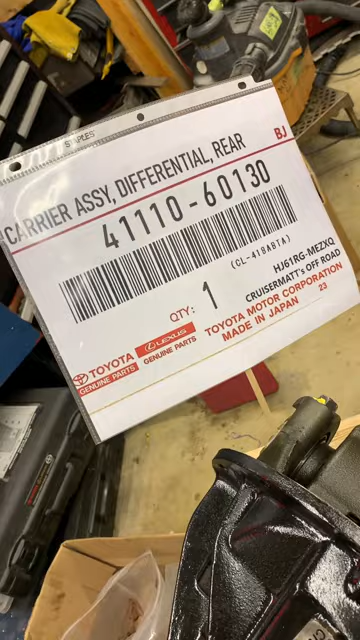 STAPLES
BJ
CARRIER ASSY, DIFFERENTIAL, REAR
41110-60130
(CL-41BABTA)
QTY: 1
HJ61RG-MEZXQ
CRUISERMATT's OFF ROAD
TOYOTA
GENUINE PARTS
LEXUS
GENUINE PARTS
TOYOTA MOTOR CORPORATION
MADE IN JAPAN 23